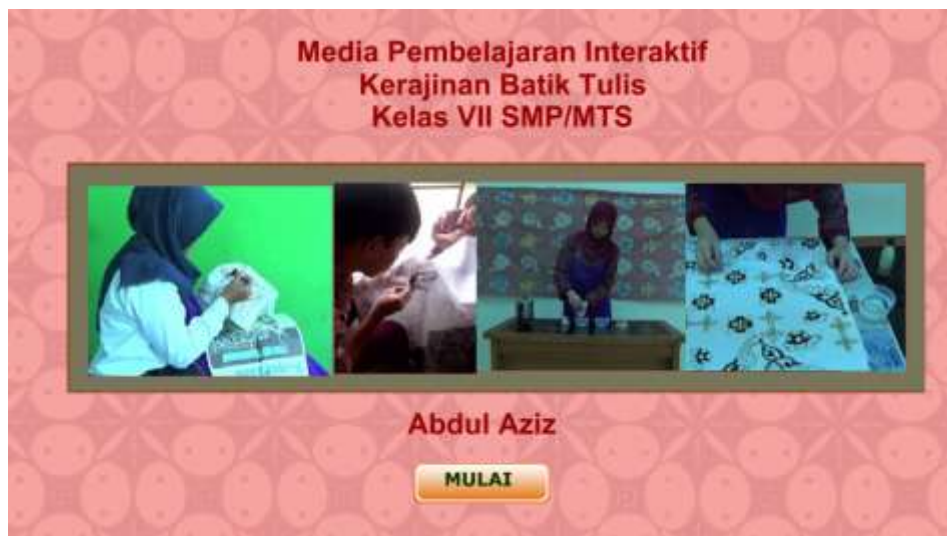 Media Pembelajaran Interaktif
Kerajinan Batik Tulis
Kelas VII SMP/MTS
Abdul Aziz
MULAI